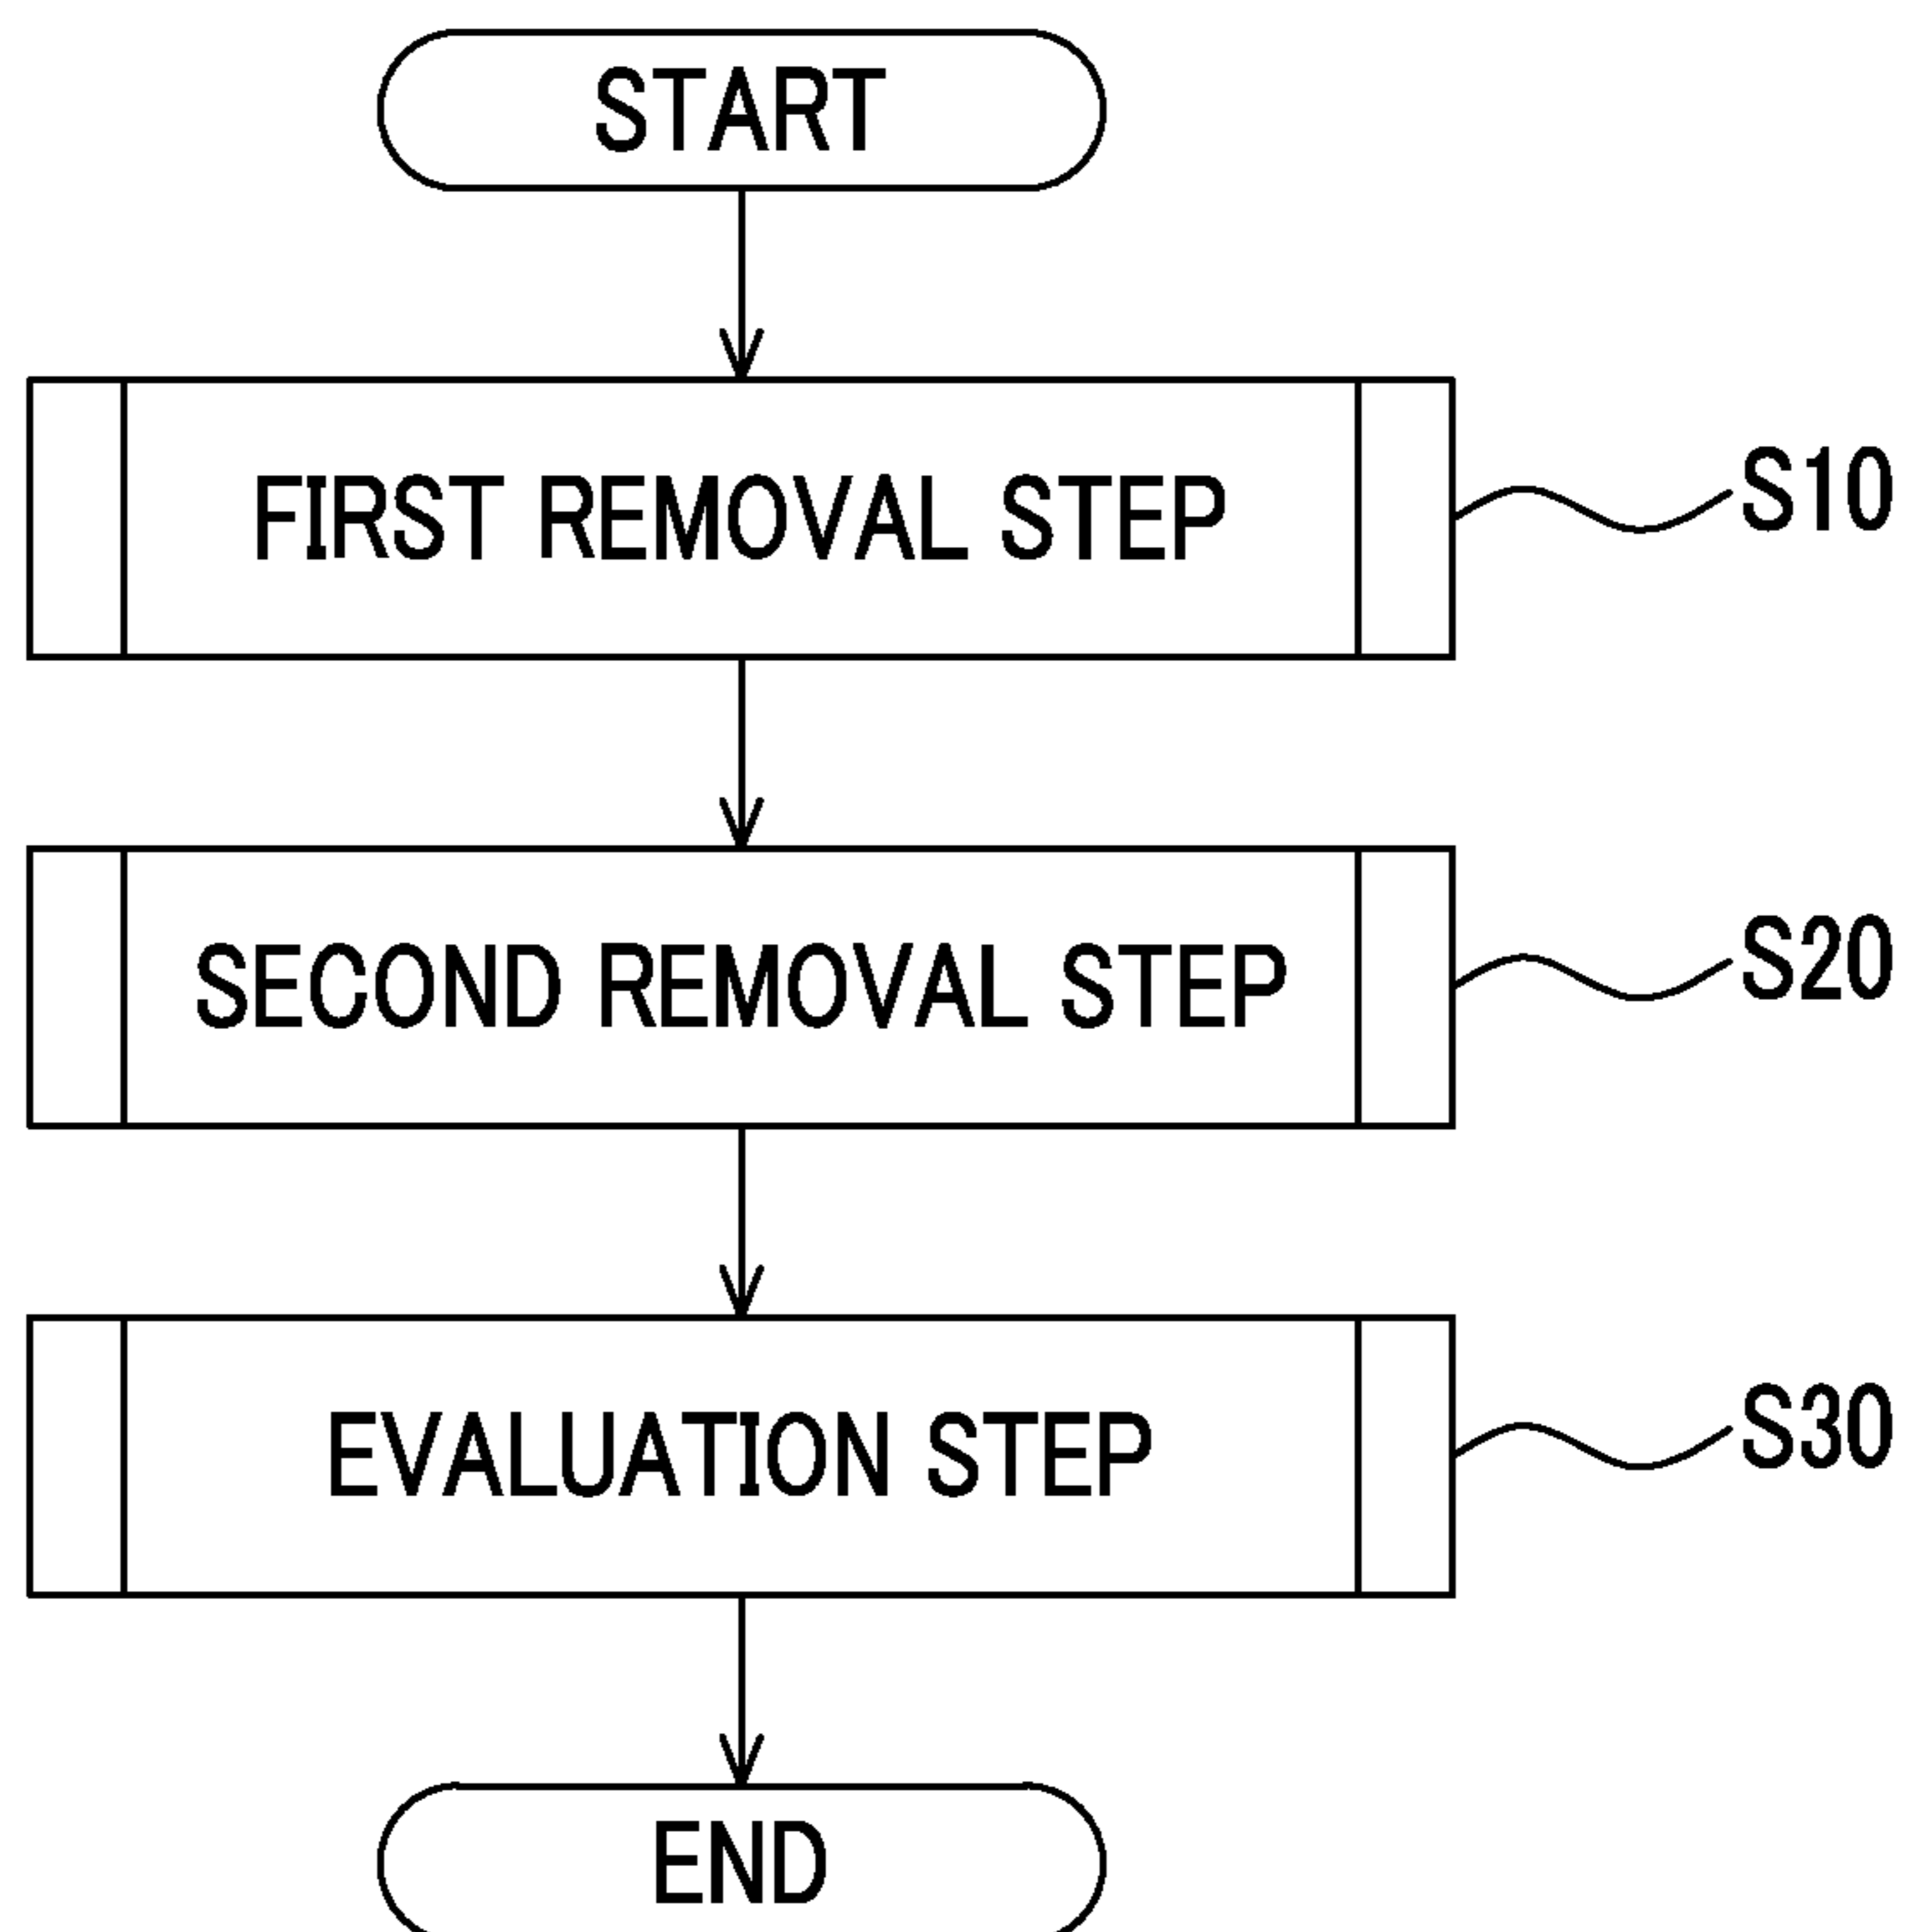 START
FIRST REMOVAL STEP
S10
SECOND REMOVAL STEP
S20
EVALUATION STEP
S30
END